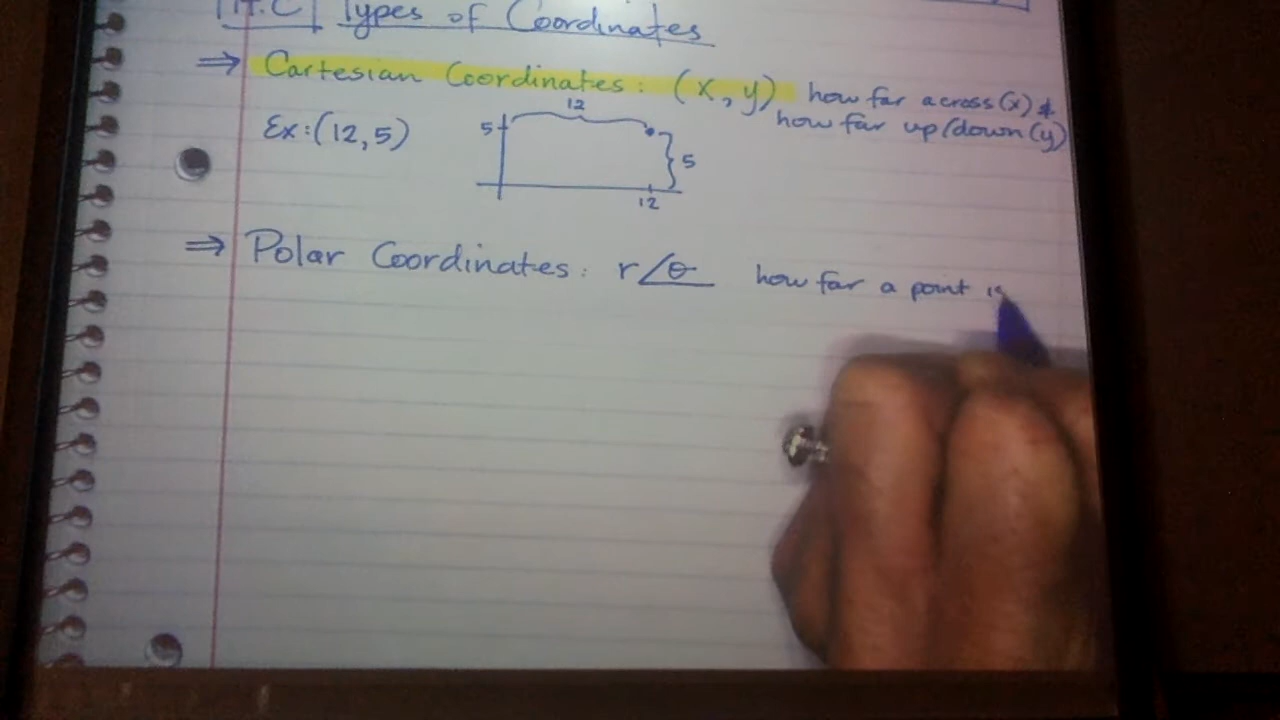 Types of Coordinates
⇒ Cartesian Coordinates: (x, y) how far across (x) &
how far up/down (y)
Ex: (12, 5)
12
5
5
12
⇒ Polar Coordinates: r∠θ how far a point is